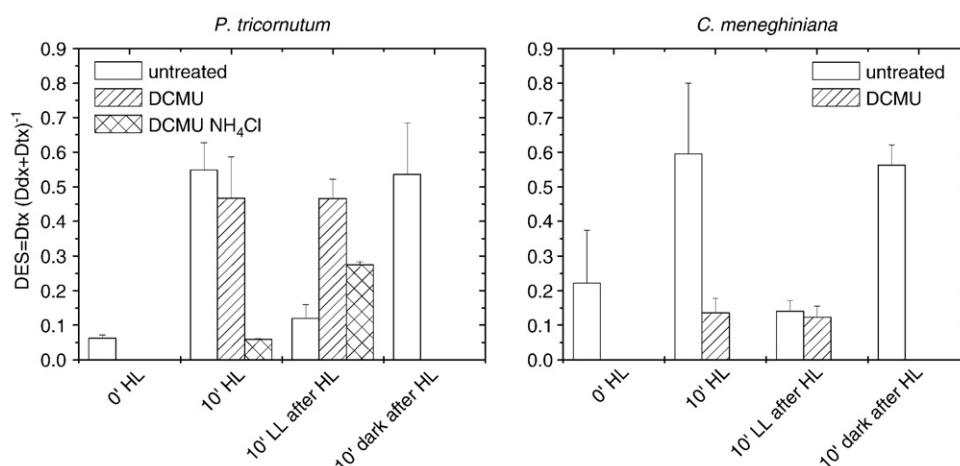 P. tricornutum
C. meneghiniana
DES=Dtx (Ddx+Dtx)-1
0.9
0.8
0.7
0.6
0.5
0.4
0.3
0.2
0.1
0.0
untreated
DCMU
DCMU NH4Cl
0' HL
10' HL
10' LL after HL
10' dark after HL
0.9
0.8
0.7
0.6
0.5
0.4
0.3
0.2
0.1
0.0
untreated
DCMU
0' HL
10' HL
10' LL after HL
10' dark after HL